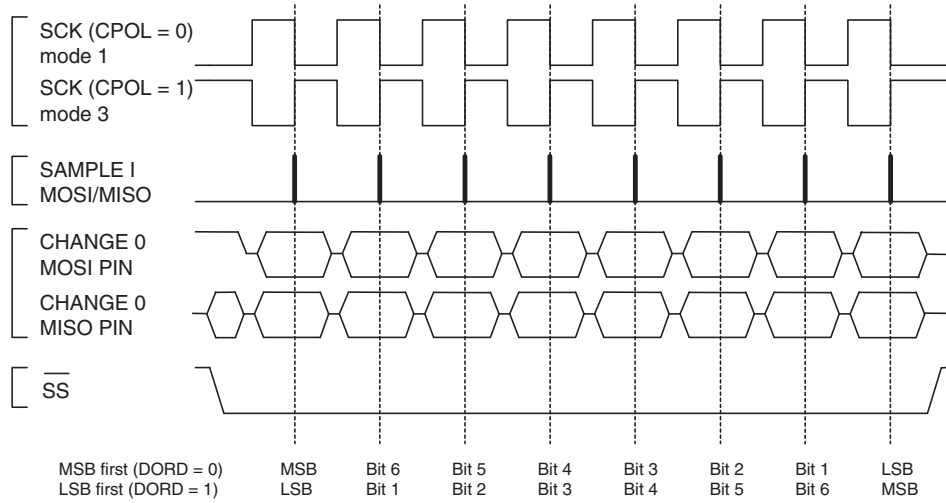 SCK (CPOL = 0)
mode 1
SCK (CPOL = 1)
mode 3
SAMPLE I
MOSI/MISO
CHANGE 0
MOSI PIN
CHANGE 0
MISO PIN
SS
MSB first (DORD = 0) MSB Bit 6 Bit 5 Bit 4 Bit 3 Bit 2 Bit 1 LSB
LSB first (DORD = 1) LSB Bit 1 Bit 2 Bit 3 Bit 4 Bit 5 Bit 6 MSB